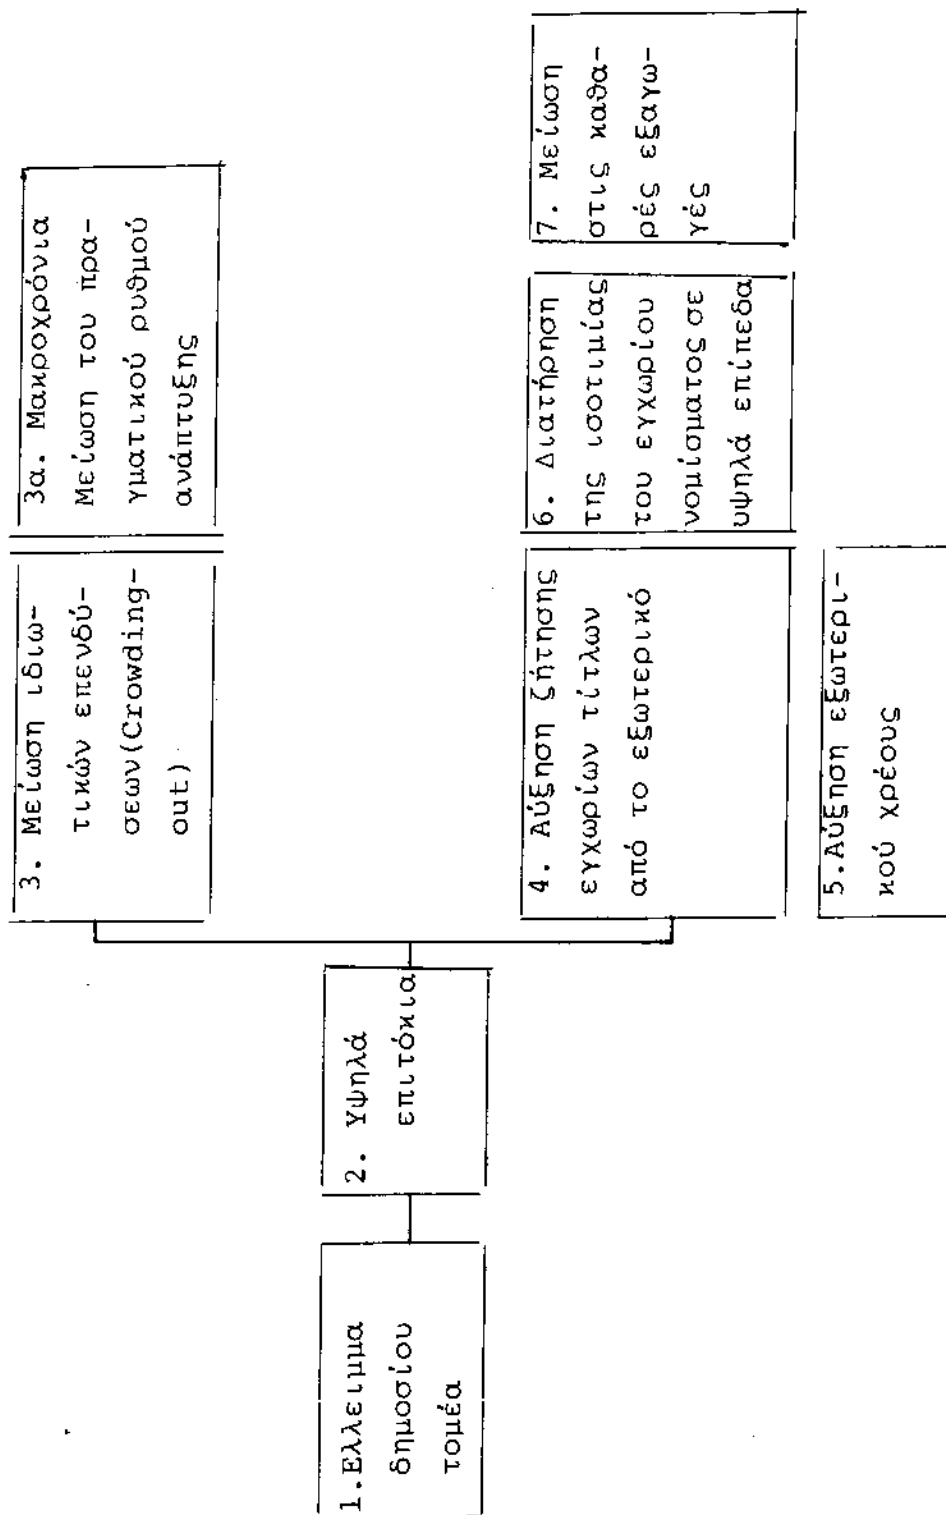 1.Ελλειμμα
δημοσίου
τομέα
2. Υψηλά
επιτόκια
3. Μείωση ιδιω-
τικών επενδύ-
σεων(Crowding-
out)
3α. Μακροχρόνια
Μείωση του πρα-
γματικού ρυθμού
ανάπτυξης
4. Αύξηση ζήτησης
εγχωρίων τίτλων
από το εξωτερικό
5.Αύξηση εξωτερι-
κού χρέους
6. Διατήρηση
της ισοτιμίας
του εγχωρίου
νομίσματος σε
υψηλά επίπεδα
7. Μείωση
στις καθα-
ρές εξαγω-
γές